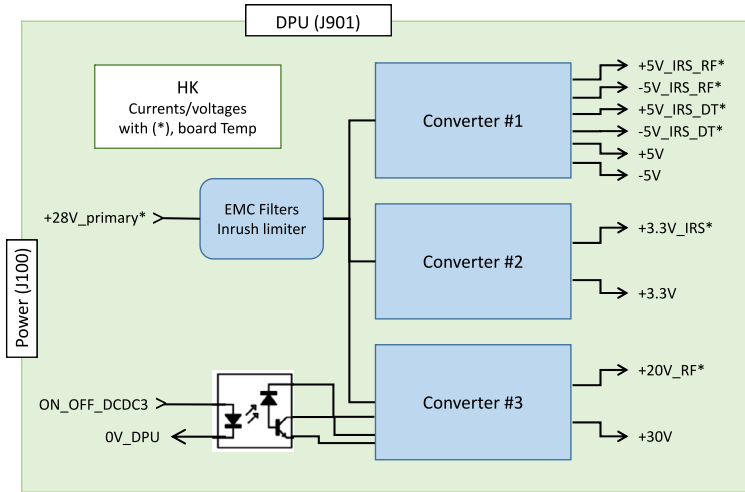 DPU (J901)
HK
Currents/voltages
with (*), board Temp
Converter #1
+5V_IRS_RF*
-5V_IRS_RF*
+5V_IRS_DT*
-5V_IRS_DT*
+5V
-5V
+28V_primary*
EMC Filters
Inrush limiter
Power (J100)
Converter #2
+3.3V_IRS*
+3.3V
ON_OFF_DCDC3
0V_DPU
Converter #3
+20V_RF*
+30V